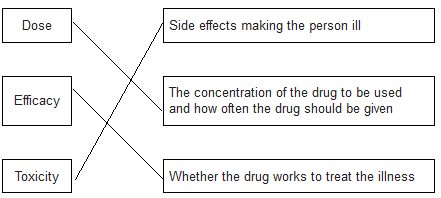 Dose
Side effects making the person ill
Efficacy
The concentration of the drug to be used
and how often the drug should be given
Toxicity
Whether the drug works to treat the illness